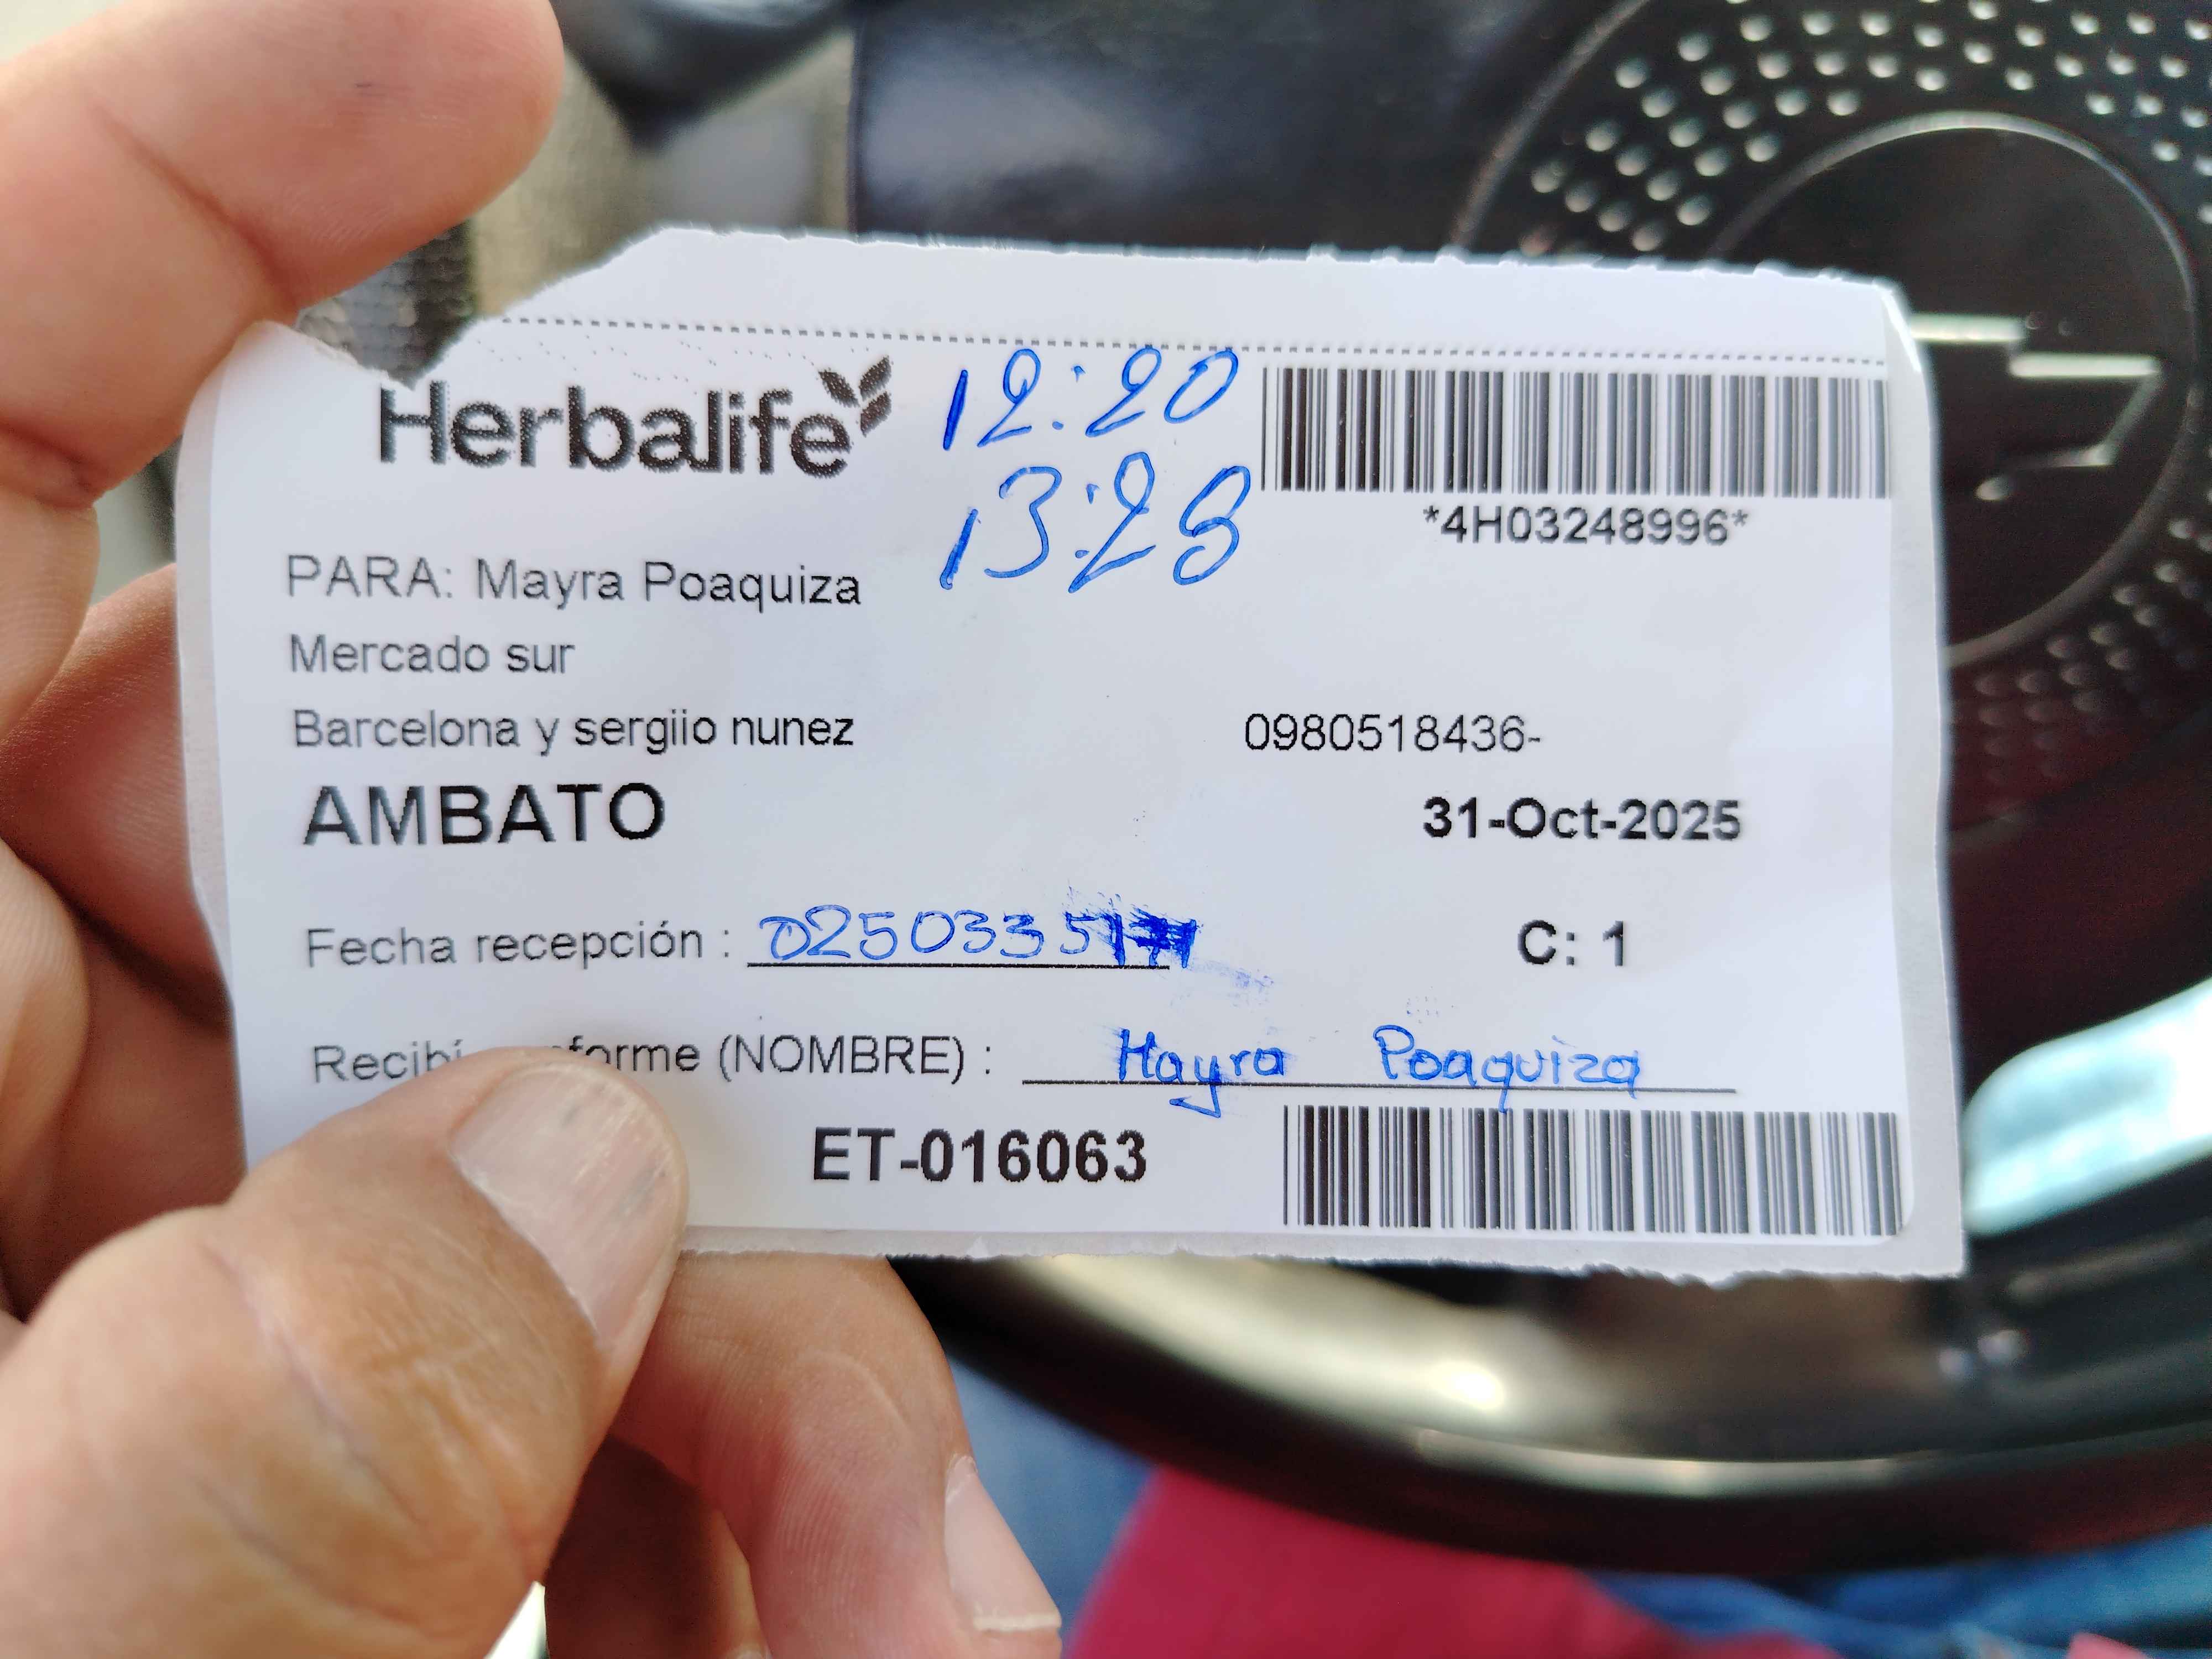 Herbalife
12:20
13:28
*4H03248996*
PARA: Mayra Poaquiza
Mercado sur
Barcelona y sergiio nunez
0980518436-
AMBATO
31-Oct-2025
Fecha recepción :
C: 1
Recibí (NOMBRE) : Mayra Poaquiza
ET-016063